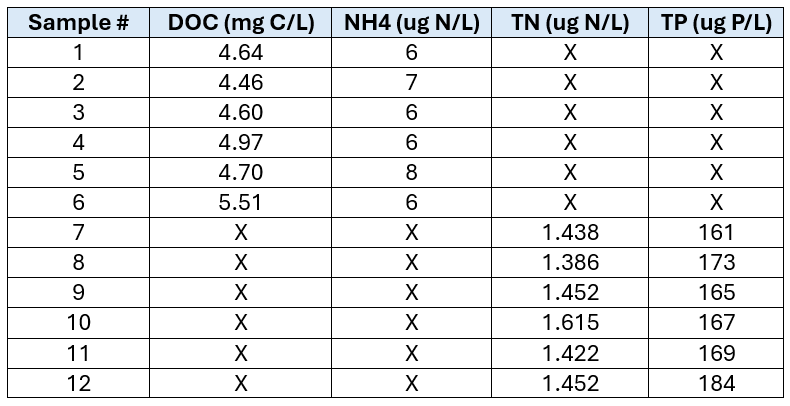 Sample # DOC (mg C/L) NH4 (ug N/L) TN (ug N/L) TP (ug P/L)
1 4.64 6 X X
2 4.46 7 X X
3 4.60 6 X X
4 4.97 6 X X
5 4.70 8 X X
6 5.51 6 X X
7 X X 1.438 161
8 X X 1.386 173
9 X X 1.452 165
10 X X 1.615 167
11 X X 1.422 169
12 X X 1.452 184